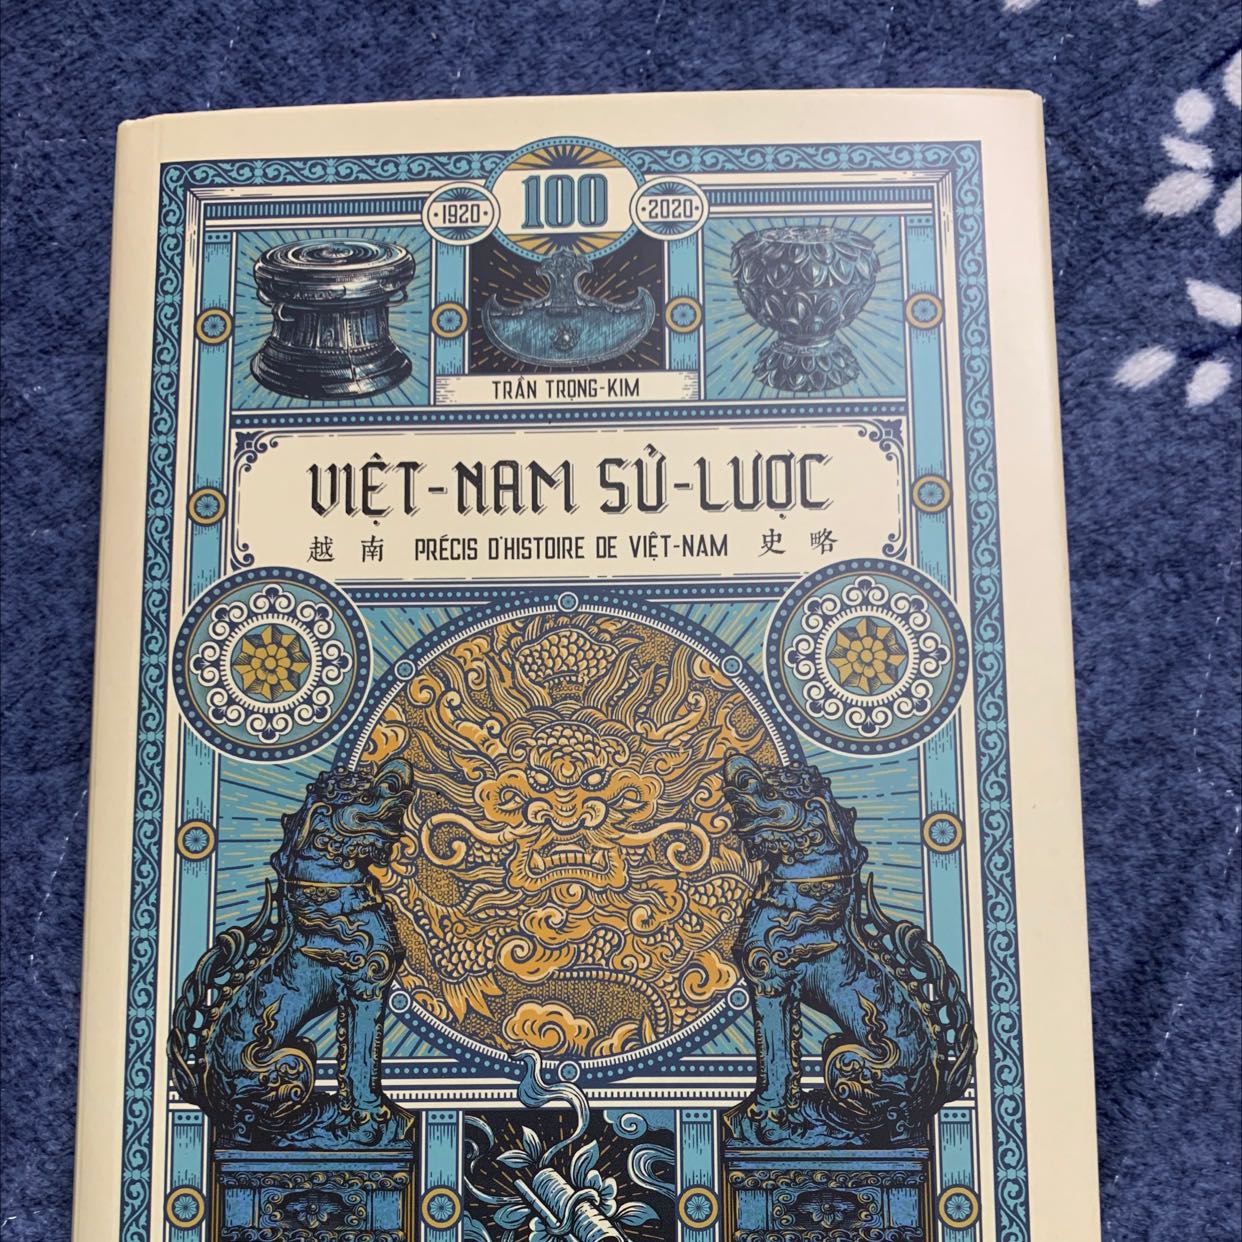 100
1920 2020
TRẦN TRỌNG-KIM
VIỆT-NAM SỬ-LƯỢC
越南 PRÉCIS D'HISTOIRE DE VIỆT-NAM 史略